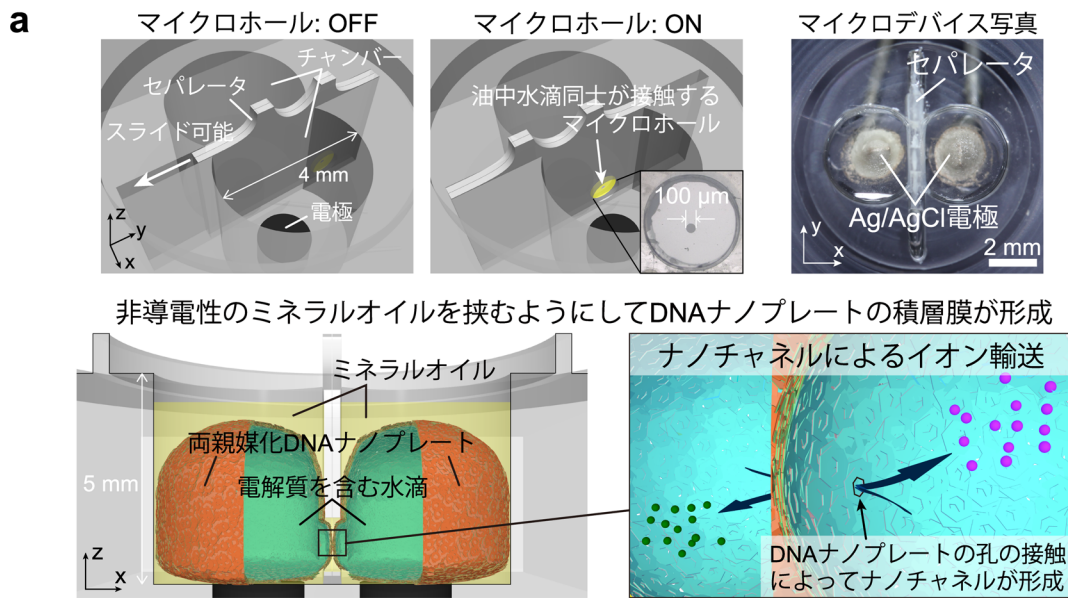 a
マイクロホール: OFF
チャンバー
セパレータ
スライド可能
4 mm
電極
z
y
x
マイクロホール: ON
油中水滴同士が接触する
マイクロホール
100 µm
マイクロデバイス写真
セパレータ
Ag/AgCl電極
y
x
2 mm
非導電性のミネラルオイルを挟むようにしてDNAナノプレートの積層膜が形成
ミネラルオイル
両親媒化DNAナノプレート
電解質を含む水滴
5 mm
z
x
ナノチャネルによるイオン輸送
DNAナノプレートの孔の接触
によってナノチャネルが形成